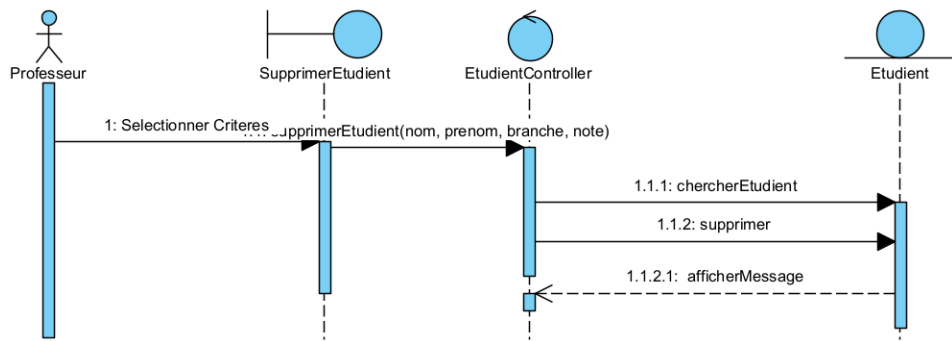 Professeur
SupprimerEtudient
EtudientController
Etudient
1: Selectionner Criteres
supprimerEtudient(nom, prenom, branche, note)
1.1.1: chercherEtudient
1.1.2: supprimer
1.1.2.1: afficherMessage